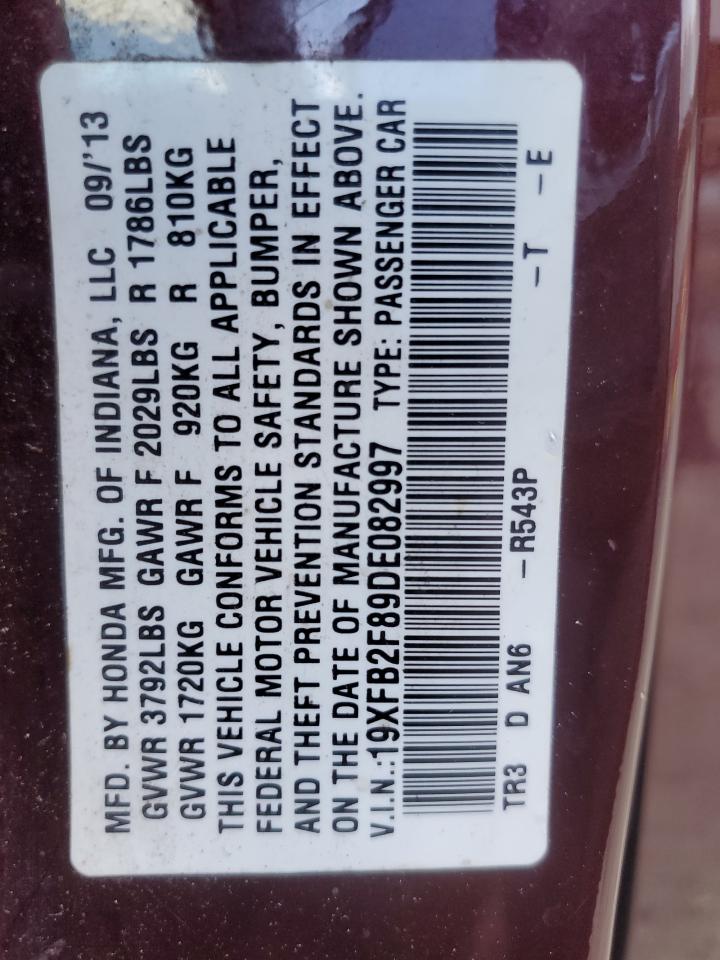 MFD. BY HONDA MFG. OF INDIANA, LLC 09/'13
GVWR 3792LBS GAWR F 2029LBS R 1786LBS
GVWR 1720KG GAWR F 920KG R 810KG
THIS VEHICLE CONFORMS TO ALL APPLICABLE
FEDERAL MOTOR VEHICLE SAFETY, BUMPER,
AND THEFT PREVENTION STANDARDS IN EFFECT
ON THE DATE OF MANUFACTURE SHOWN ABOVE.
V.I.N.:19XFB2F89DE082997 TYPE: PASSENGER CAR
TR3 D AN6 -R543P -T -E